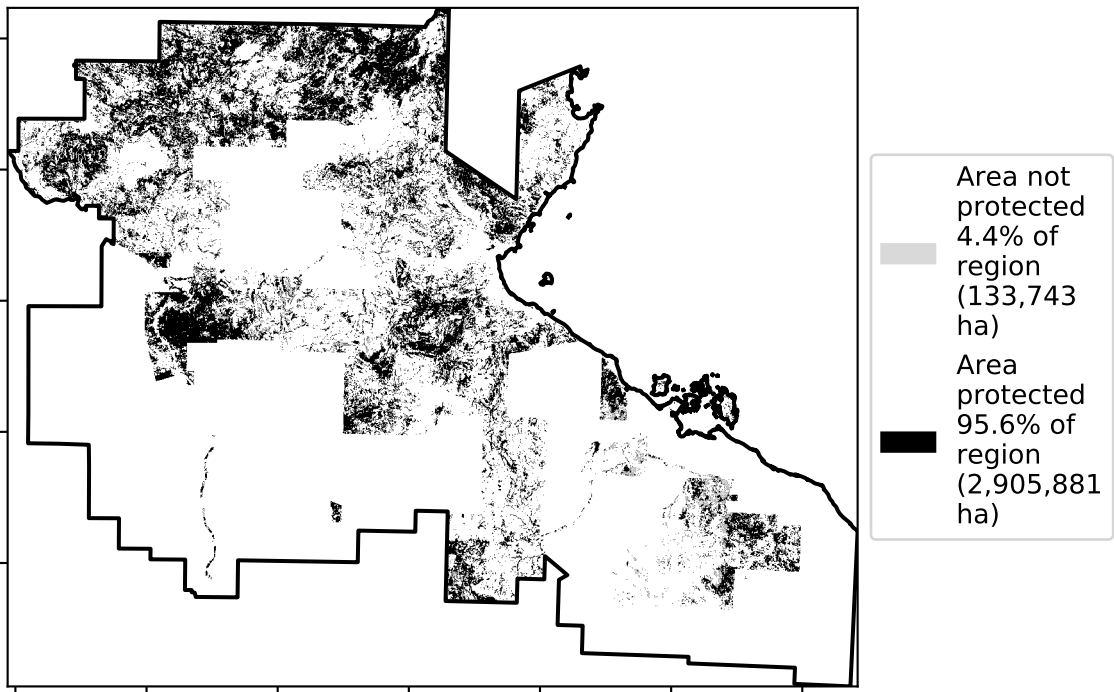 Area not
protected
4.4% of
region
(133,743
ha)
Area
protected
95.6% of
region
(2,905,881
ha)